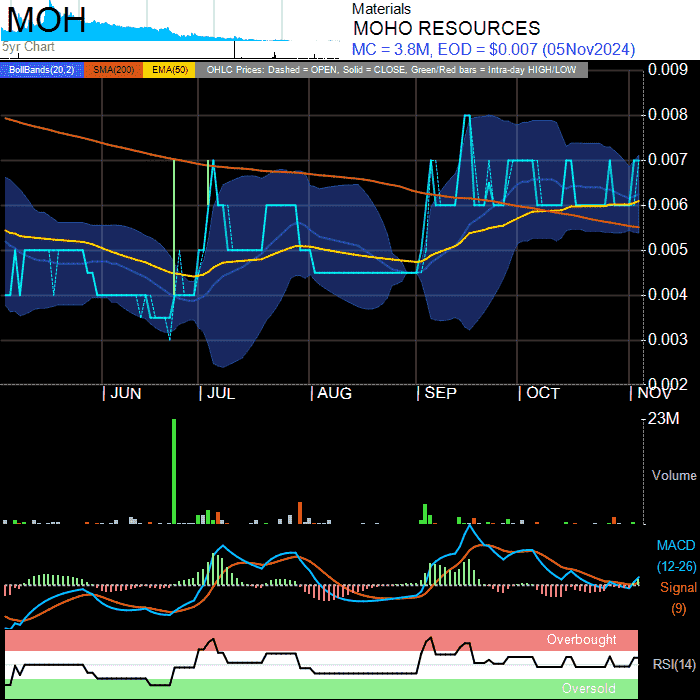 MOH
5yr Chart
Materials
MOHO RESOURCES
MC = 3.8M, EOD = $0.007 (05Nov2024)
BollBands(20,2) SMA(200) EMA(50) OHLC Prices: Dashed = OPEN, Solid = CLOSE, Green/Red bars = Intra-day HIGH/LOW
0.009
0.008
0.007
0.006
0.005
0.004
0.003
0.002
JUN JUL AUG SEP OCT NOV
23M
Volume
MACD
(12-26)
Signal
(9)
Overbought
RSI(14)
Oversold